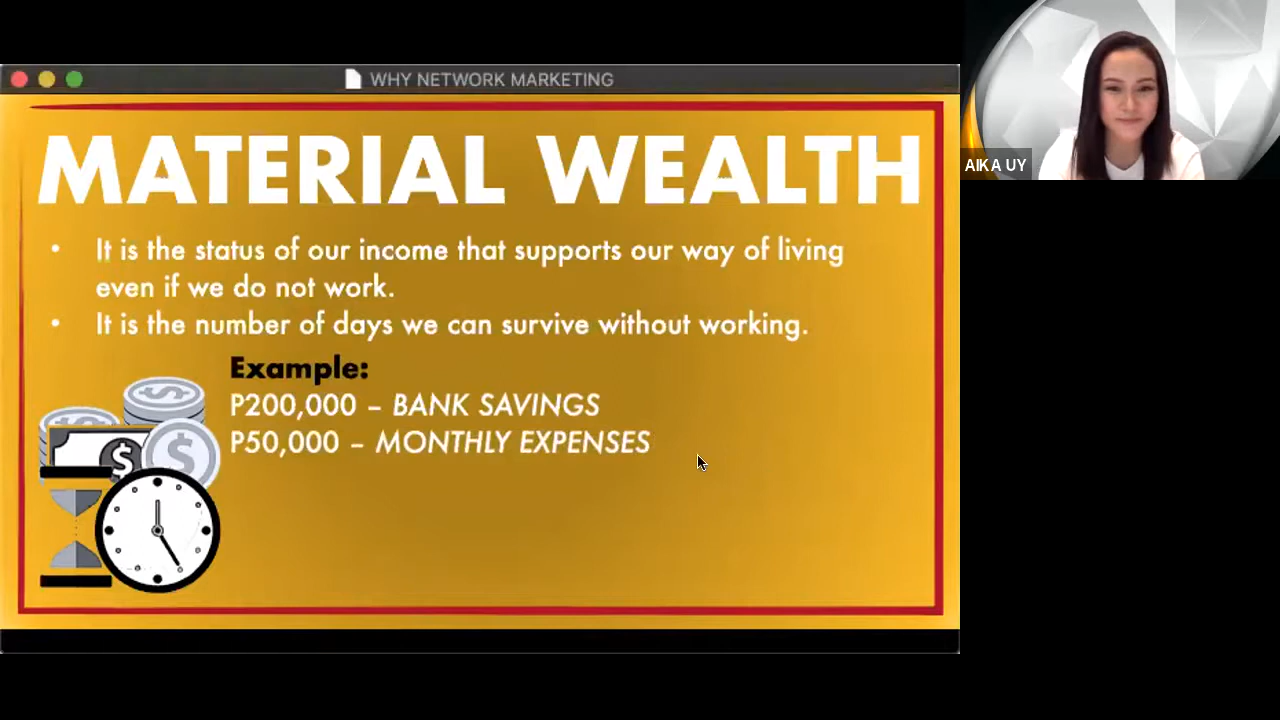 WHY NETWORK MARKETING
MATERIAL WEALTH
• It is the status of our income that supports our way of living
even if we do not work.
• It is the number of days we can survive without working.
Example:
P200,000 – BANK SAVINGS
P50,000 – MONTHLY EXPENSES
$
$
$
AIKA UY